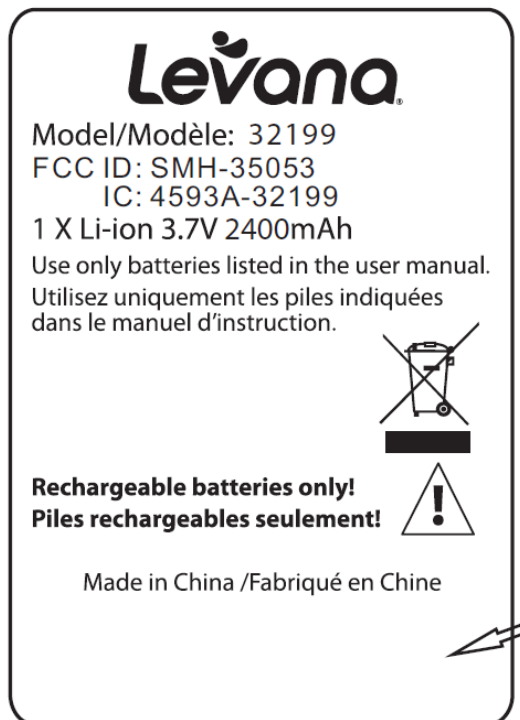 Levana®
Model/Modèle: 32199
FCC ID: SMH-35053
IC: 4593A-32199
1 X Li-ion 3.7V 2400mAh
Use only batteries listed in the user manual.
Utilisez uniquement les piles indiquées
dans le manuel d'instruction.
Rechargeable batteries only!
Piles rechargeables seulement!
Made in China /Fabriqué en Chine